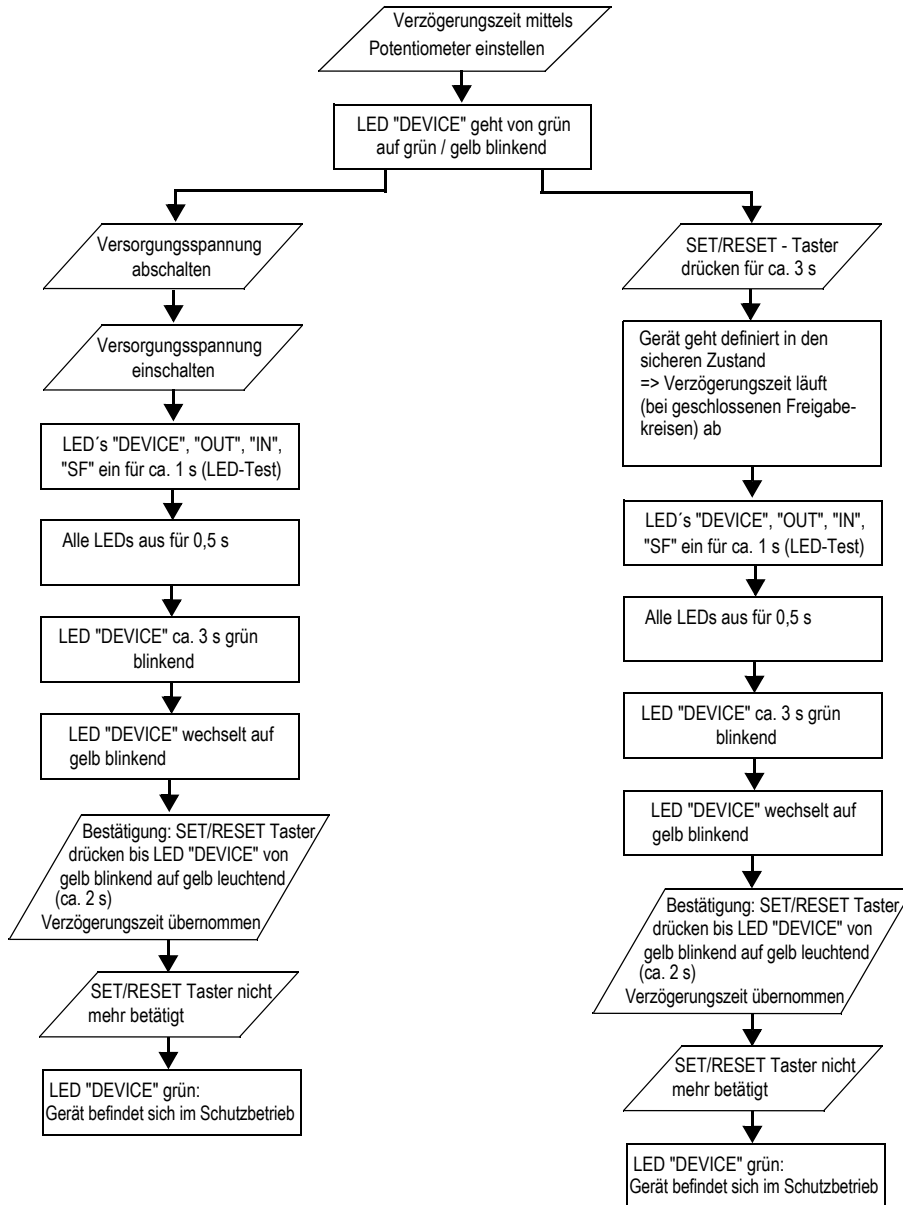 Verzögerungszeit mittels
Potentiometer einstellen
LED "DEVICE" geht von grün
auf grün / gelb blinkend
Versorgungsspannung
abschalten
Versorgungsspannung
einschalten
LED´s "DEVICE", "OUT", "IN",
"SF" ein für ca. 1 s (LED-Test)
Alle LEDs aus für 0,5 s
LED "DEVICE" ca. 3 s grün
blinkend
LED "DEVICE" wechselt auf
gelb blinkend
Bestätigung: SET/RESET Taster
drücken bis LED "DEVICE" von
gelb blinkend auf gelb leuchtend
(ca. 2 s)
Verzögerungszeit übernommen
SET/RESET Taster nicht
mehr betätigt
LED "DEVICE" grün:
Gerät befindet sich im Schutzbetrieb
SET/RESET - Taster
drücken für ca. 3 s
Gerät geht definiert in den
sicheren Zustand
=> Verzögerungszeit läuft
(bei geschlossenen Freigabe-
kreisen) ab
LED´s "DEVICE", "OUT", "IN",
"SF" ein für ca. 1 s (LED-Test)
Alle LEDs aus für 0,5 s
LED "DEVICE" ca. 3 s grün
blinkend
LED "DEVICE" wechselt auf
gelb blinkend
Bestätigung: SET/RESET Taster
drücken bis LED "DEVICE" von
gelb blinkend auf gelb leuchtend
(ca. 2 s)
Verzögerungszeit übernommen
SET/RESET Taster nicht
mehr betätigt
LED "DEVICE" grün:
Gerät befindet sich im Schutzbetrieb